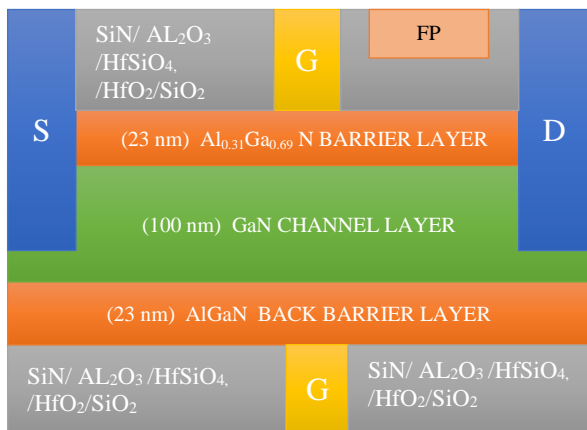 SiN/ AL₂O₃
/HfSiO₄,
/HfO₂/SiO₂
G
FP
S
(23 nm) Al₀.₃₁Ga₀.₆₉ N BARRIER LAYER
D
(100 nm) GaN CHANNEL LAYER
(23 nm) AlGaN BACK BARRIER LAYER
SiN/ AL₂O₃ /HfSiO₄,
/HfO₂/SiO₂
G
SiN/ AL₂O₃ /HfSiO₄,
/HfO₂/SiO₂